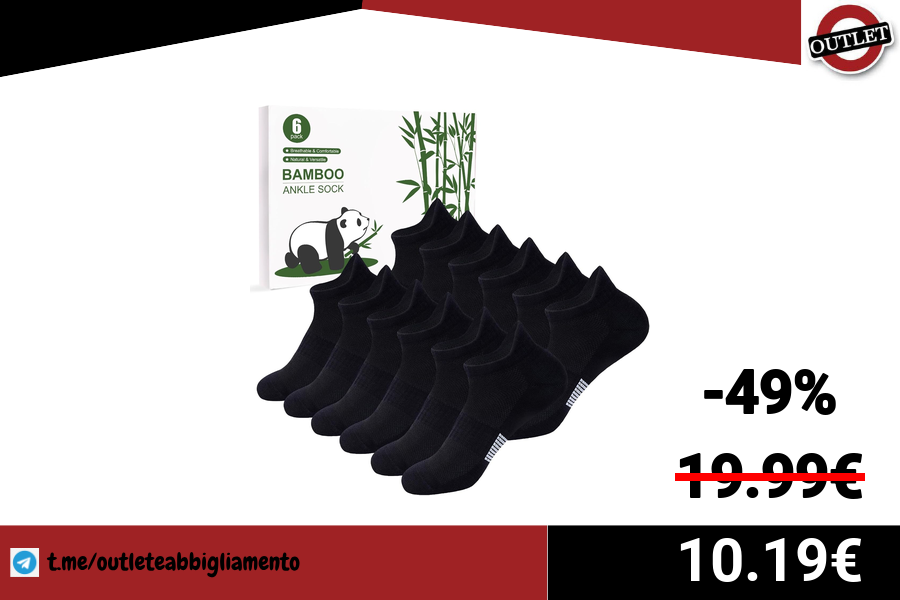 OUTLET
6
pack
Breathable & Comfortable
Natural & Versatile
BAMBOO
ANKLE SOCK
-49%
19.99€
10.19€
t.me/outleteabbigliamento